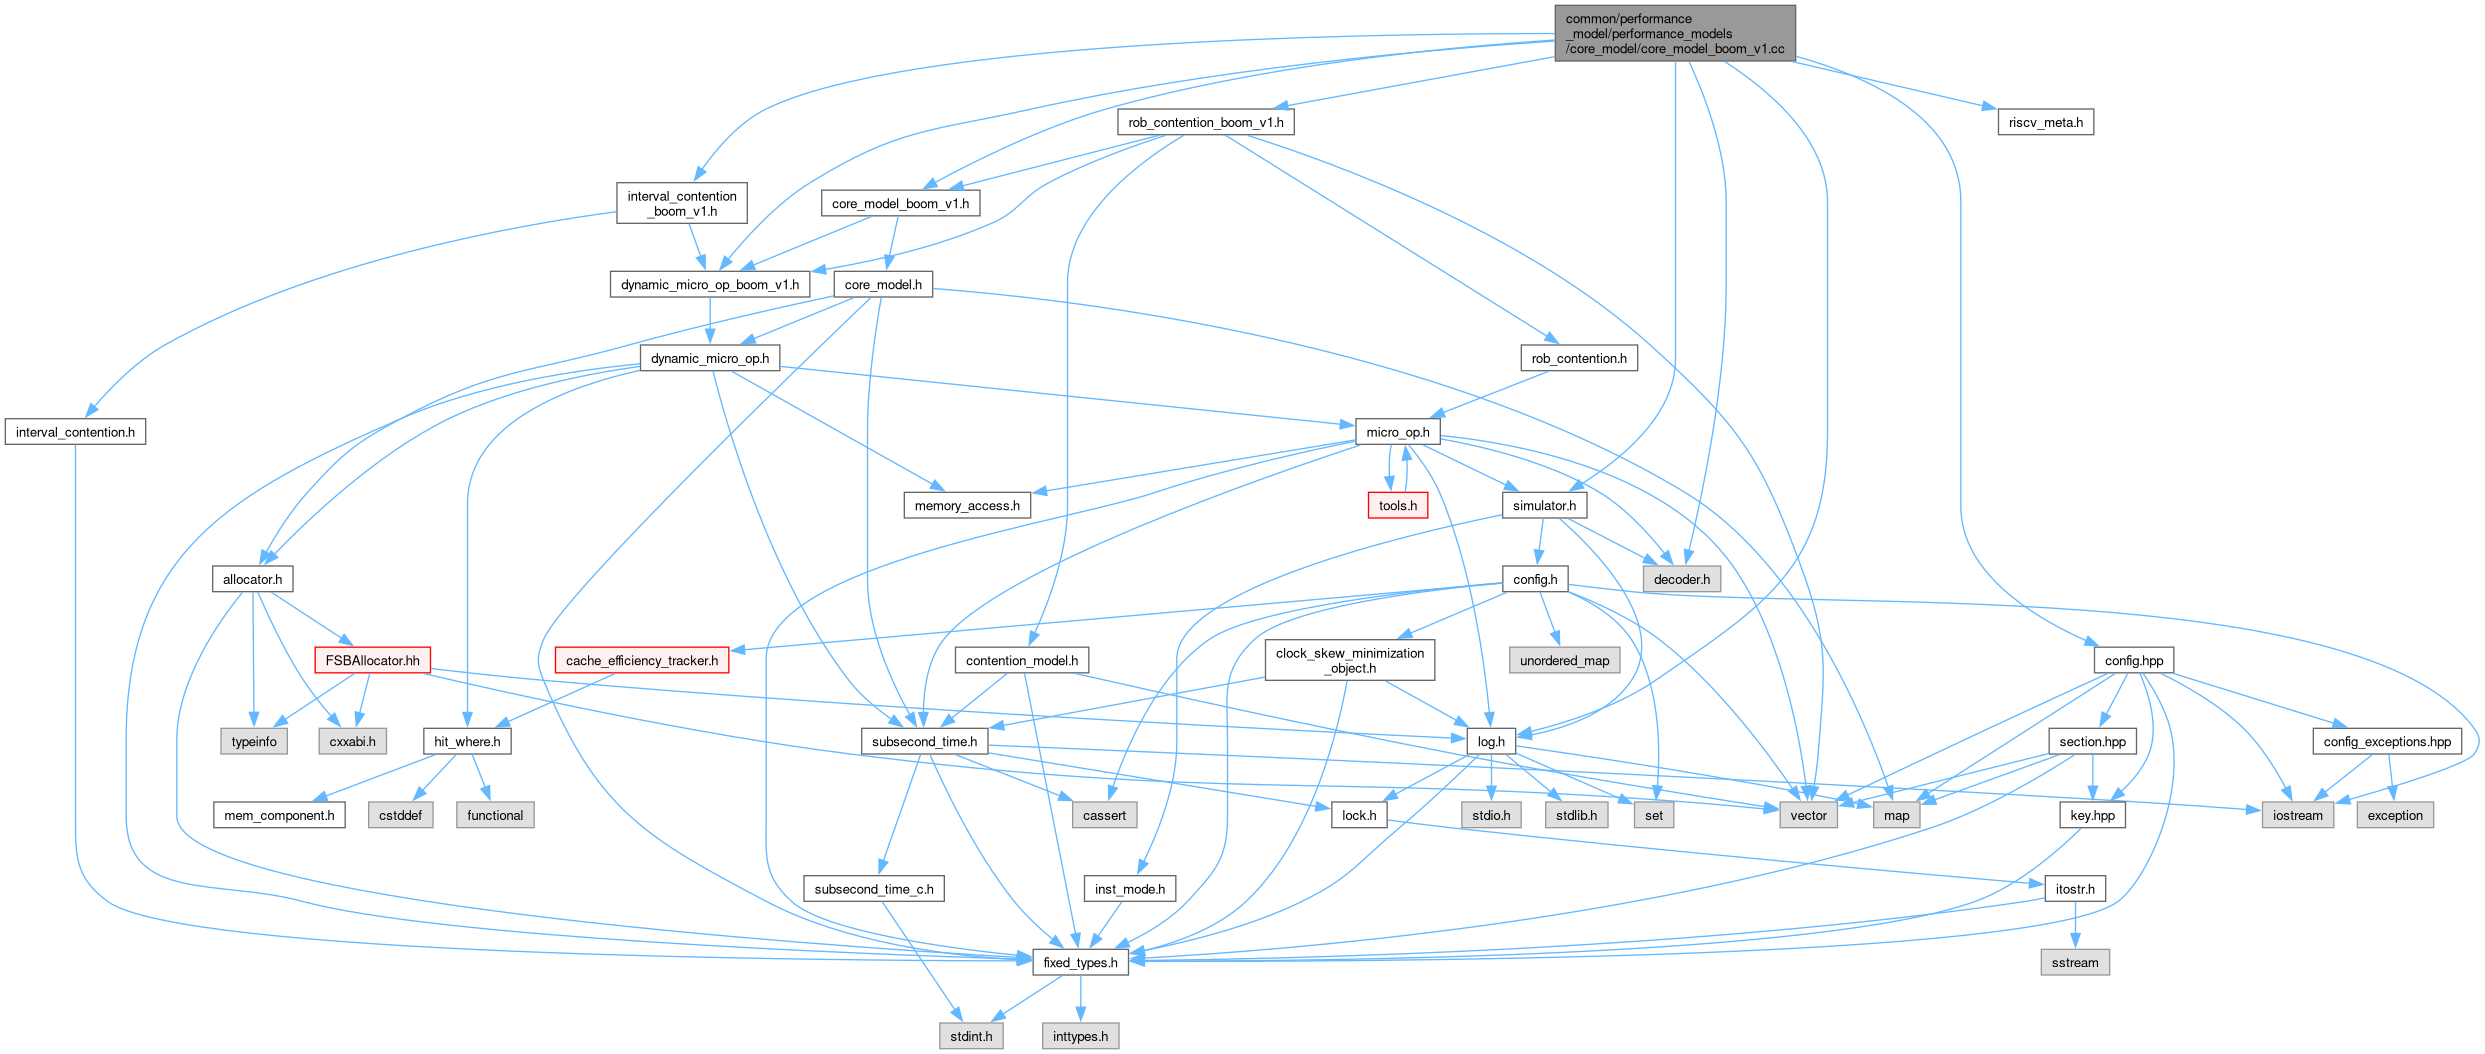 common/performance
_model/performance_models
/core_model/core_model_boom_v1.cc
rob_contention_boom_v1.h
riscv_meta.h
interval_contention
_boom_v1.h
core_model_boom_v1.h
dynamic_micro_op_boom_v1.h
core_model.h
dynamic_micro_op.h
rob_contention.h
interval_contention.h
micro_op.h
memory_access.h
tools.h
simulator.h
allocator.h
config.h
decoder.h
FSBAllocator.hh
cache_efficiency_tracker.h
contention_model.h
clock_skew_minimization
_object.h
unordered_map
config.hpp
typeinfo
cxxabi.h
hit_where.h
subsecond_time.h
log.h
section.hpp
config_exceptions.hpp
mem_component.h
cstddef
functional
cassert
lock.h
stdio.h
stdlib.h
set
vector
map
key.hpp
iostream
exception
subsecond_time_c.h
inst_mode.h
itostr.h
fixed_types.h
sstream
stdint.h
inttypes.h